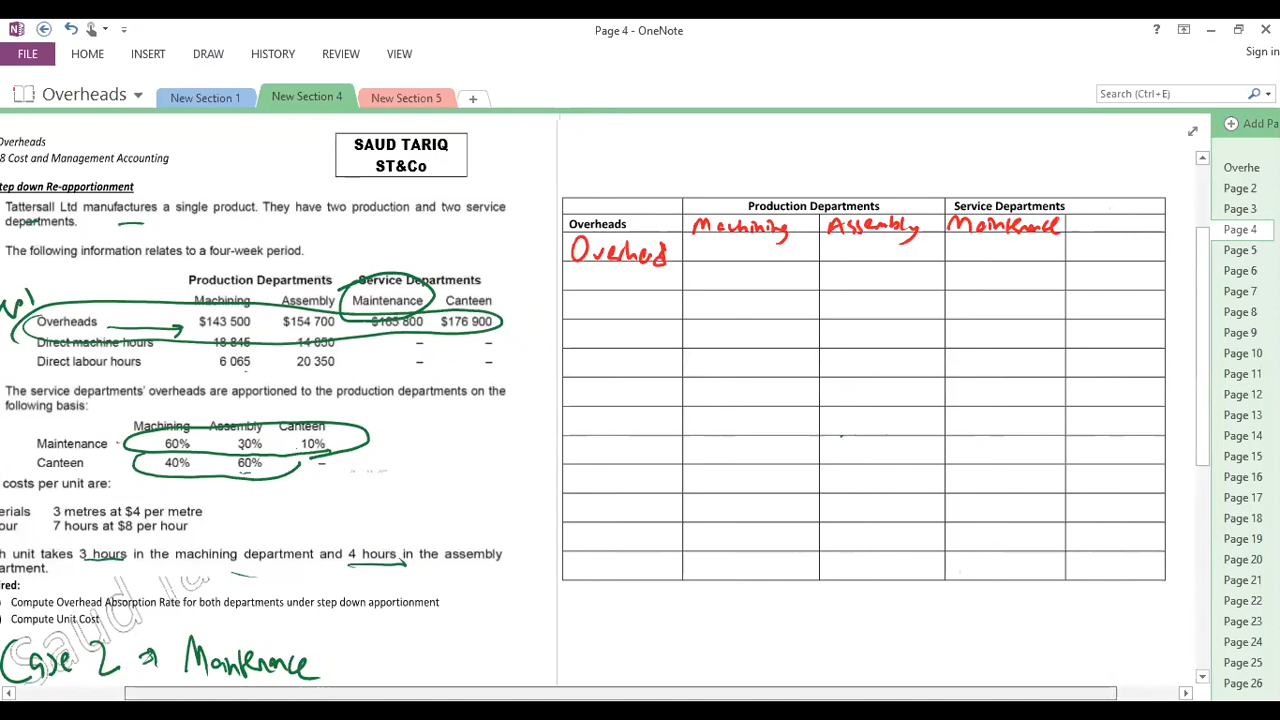 Page 4 - OneNote
Sign in
FILE HOME INSERT DRAW HISTORY REVIEW VIEW
Overheads New Section 1 New Section 4 New Section 5
Search (Ctrl+E)
Add Pa
Overheads
8 Cost and Management Accounting
SAUD TARIQ
ST&Co
tep down Re-apportionment
Tattersall Ltd manufactures a single product. They have two production and two service
departments.
The following information relates to a four-week period.
Production Departments Service Departments
Machining Assembly Maintenance Canteen
Overheads $143 500 $154 700 $165 800 $176 900
Direct machine hours 18 845 14 050 – –
Direct labour hours 6 065 20 350 – –
The service departments' overheads are apportioned to the production departments on the
following basis:
Machining Assembly Canteen
Maintenance 60% 30% 10%
Canteen 40% 60% –
costs per unit are:
erials 3 metres at $4 per metre
our 7 hours at $8 per hour
h unit takes 3 hours in the machining department and 4 hours in the assembly
artment.
ired:
Compute Overhead Absorption Rate for both departments under step down apportionment
Compute Unit Cost
Case 2 ⇒ Maintenance
Production Departments Service Departments
Overheads Machining Assembly Maintenance
Overhead
Overhe
Page 2
Page 3
Page 4
Page 5
Page 6
Page 7
Page 8
Page 9
Page 10
Page 11
Page 12
Page 13
Page 14
Page 15
Page 16
Page 17
Page 18
Page 19
Page 20
Page 21
Page 22
Page 23
Page 24
Page 25
Page 26